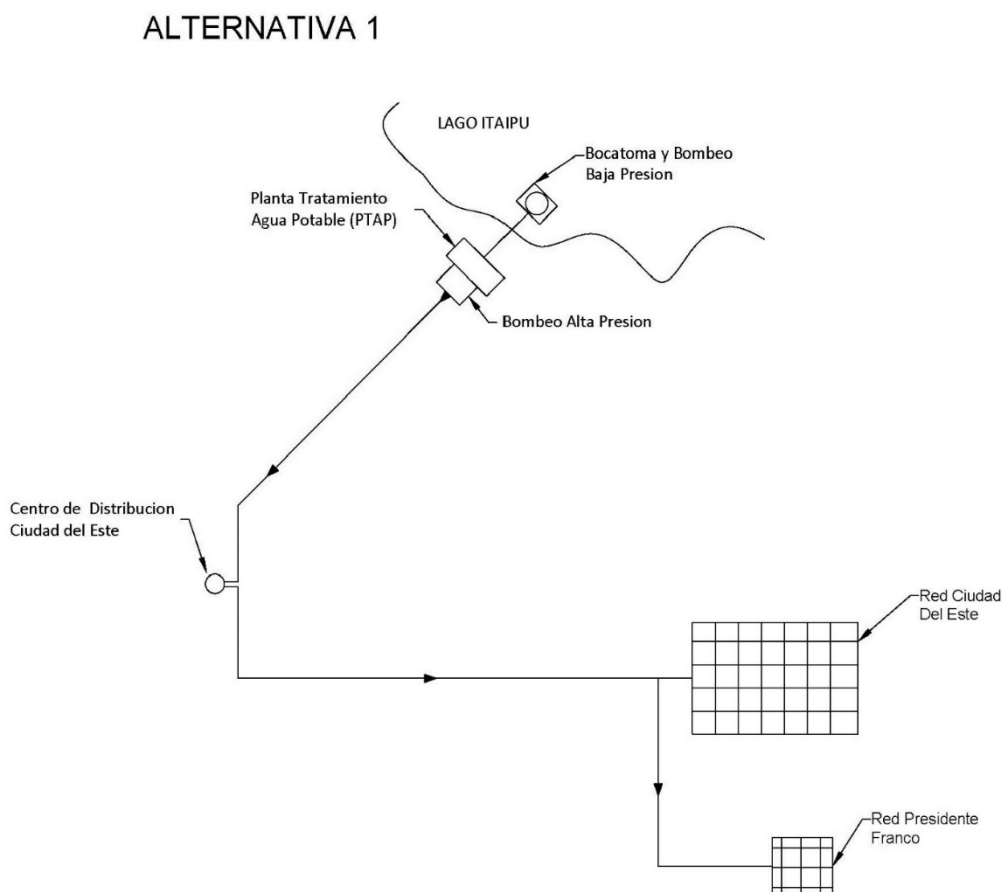 ALTERNATIVA 1
LAGO ITAIPU
Bocatoma y Bombeo
Baja Presion
Planta Tratamiento
Agua Potable (PTAP)
Bombeo Alta Presion
Centro de Distribucion
Ciudad del Este
Red Ciudad
Del Este
Red Presidente
Franco